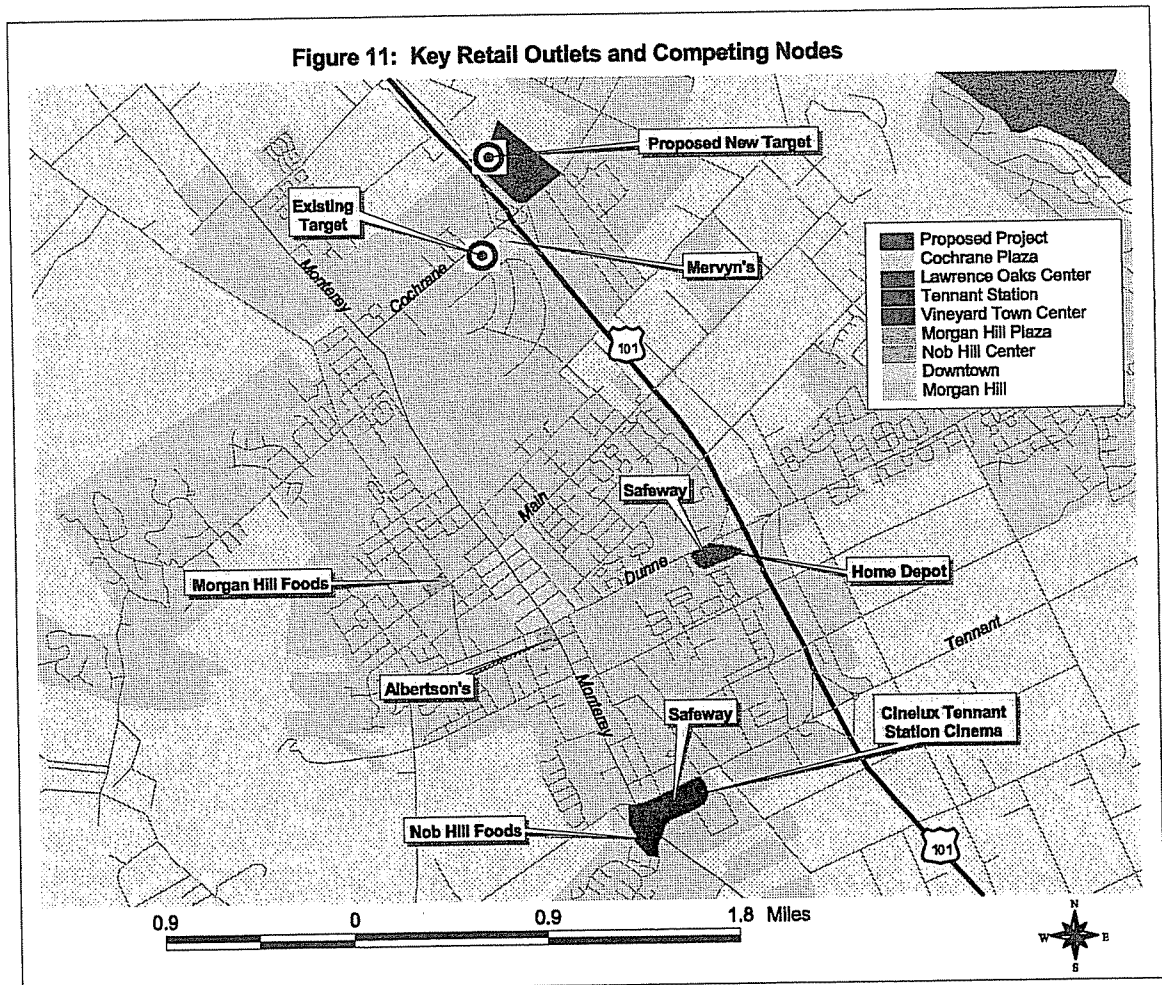 Figure 11: Key Retail Outlets and Competing Nodes
Proposed New Target
Existing
Target
Mervyn's
Monterey
Cochrane
101
Proposed Project
Cochrane Plaza
Lawrence Oaks Center
Tennant Station
Vineyard Town Center
Morgan Hill Plaza
Nob Hill Center
Downtown
Morgan Hill
Safeway
Main
Dunne
Home Depot
Morgan Hill Foods
Tennant
Albertson's
Monterey
Safeway
Cinelux Tennant
Station Cinema
Nob Hill Foods
101
0.9 0 0.9 1.8 Miles
N
W E
S